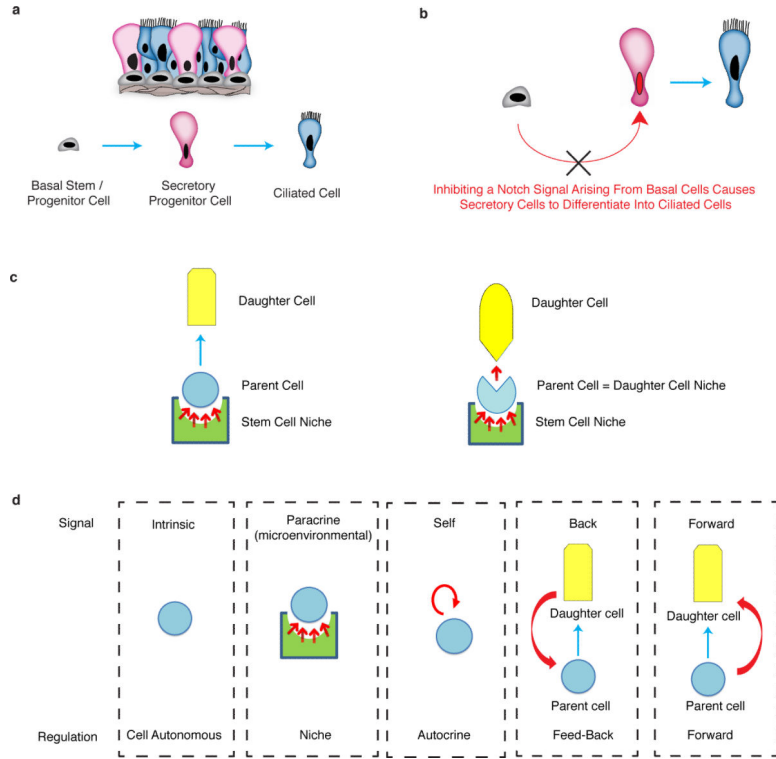 a
Basal Stem /
Progenitor Cell
Secretory
Progenitor Cell
Ciliated Cell
b
Inhibiting a Notch Signal Arising From Basal Cells Causes
Secretory Cells to Differentiate Into Ciliated Cells
c
Daughter Cell
Parent Cell
Stem Cell Niche
Daughter Cell
Parent Cell = Daughter Cell Niche
Stem Cell Niche
d
Signal
Intrinsic
Paracrine
(microenvironmental)
Self
Back
Forward
Daughter cell
Parent cell
Daughter cell
Parent cell
Regulation
Cell Autonomous
Niche
Autocrine
Feed-Back
Forward